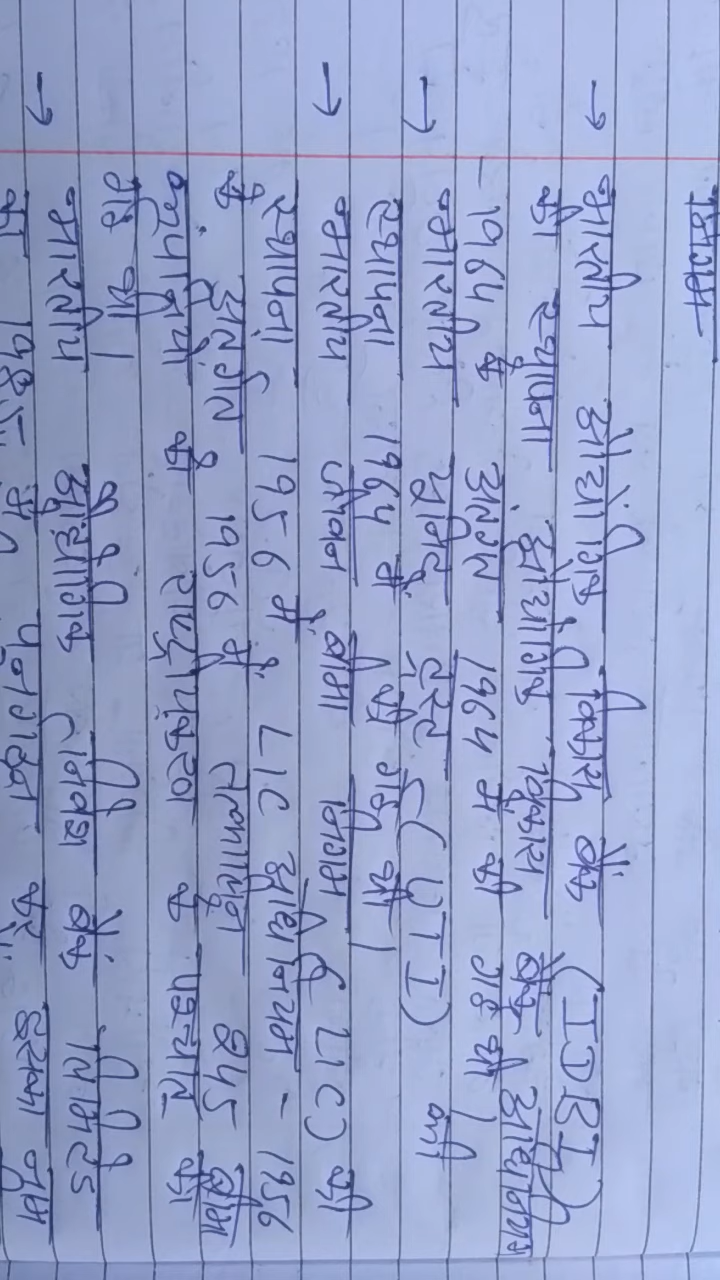 निगम
→ भारतीय औद्योगिक विकास बैंक (IDBI)
की स्थापना औद्योगिक विकास बैंक अधिनियम
- 1964 के अंतर्गत 1964 में की गई थी।
→ भारतीय यूनिट ट्रस्ट (UTI) की
स्थापना 1964 में की गई थी।
→ भारतीय जीवन बीमा निगम (LIC) की
स्थापना 1956 में LIC अधिनियम - 1956
के अंतर्गत 1956 में तत्कालीन 245 बीमा
कम्पनियों के राष्ट्रीयकरण के पश्चात की
गई थी।
→ भारतीय औद्योगिक निवेश बैंक लिमिटेड
का 1985 में पुनर्गठन कर इसका नाम